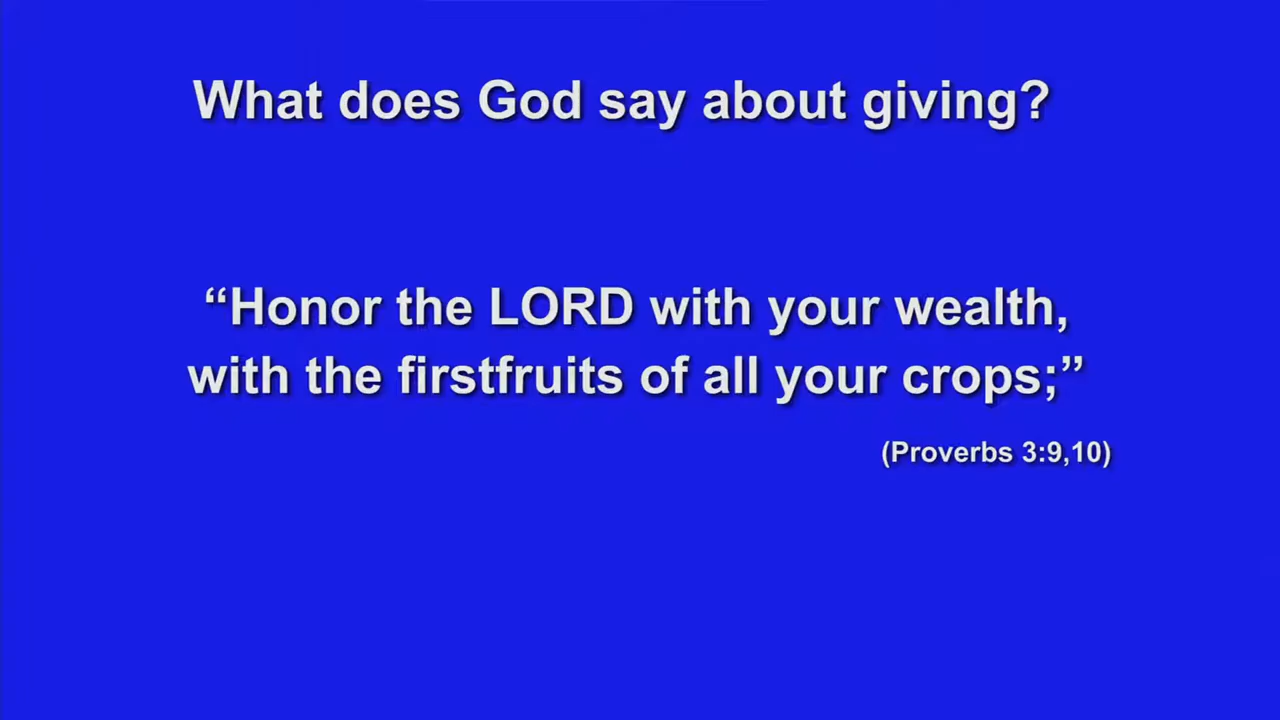 What does God say about giving?
“Honor the LORD with your wealth,
with the firstfruits of all your crops;”
(Proverbs 3:9,10)